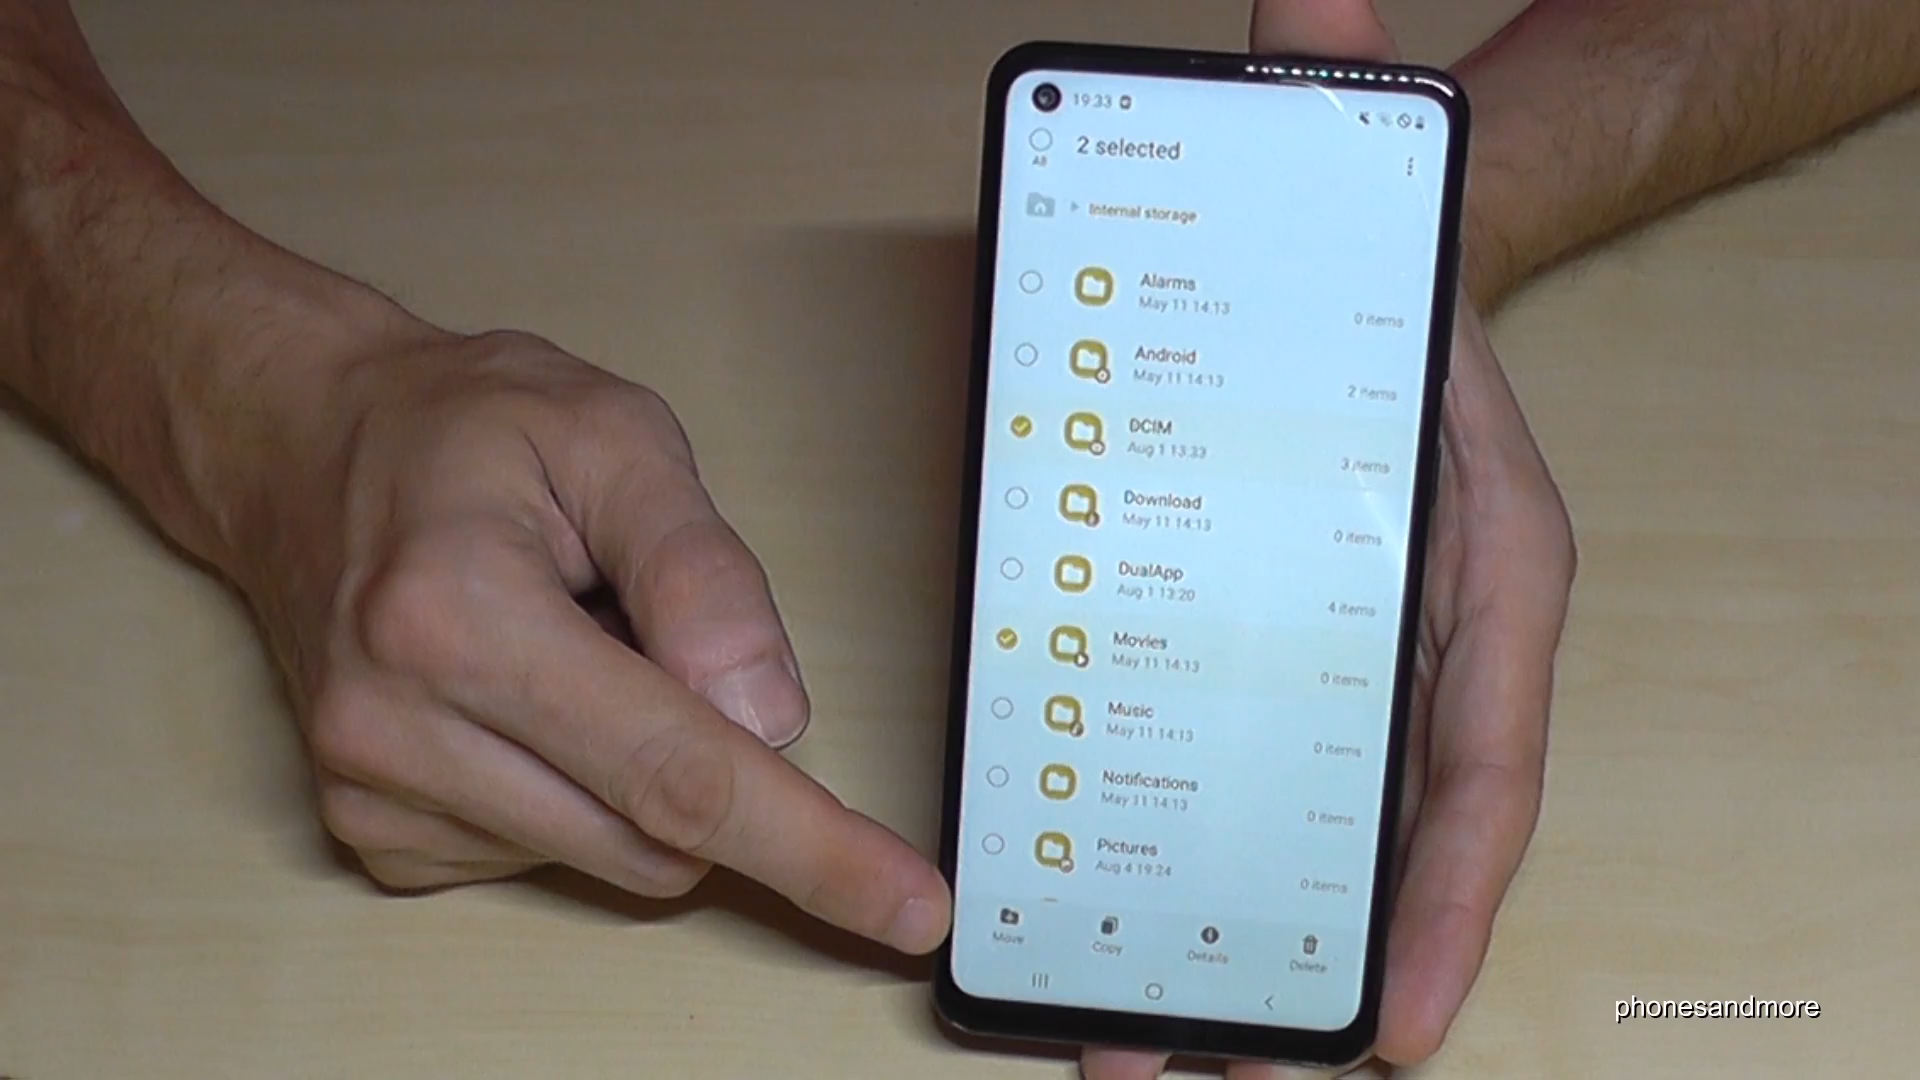 19:33
All
2 selected
Internal storage
Alarms
May 11 14:13
0 items
Android
May 11 14:13
2 items
DCIM
Aug 1 13:33
3 items
Download
May 11 14:13
0 items
DualApp
Aug 1 13:20
4 items
Movies
May 11 14:13
0 items
Music
May 11 14:13
0 items
Notifications
May 11 14:13
0 items
Pictures
Aug 4 19:24
0 items
Move
Copy
Details
Delete
phonesandmore